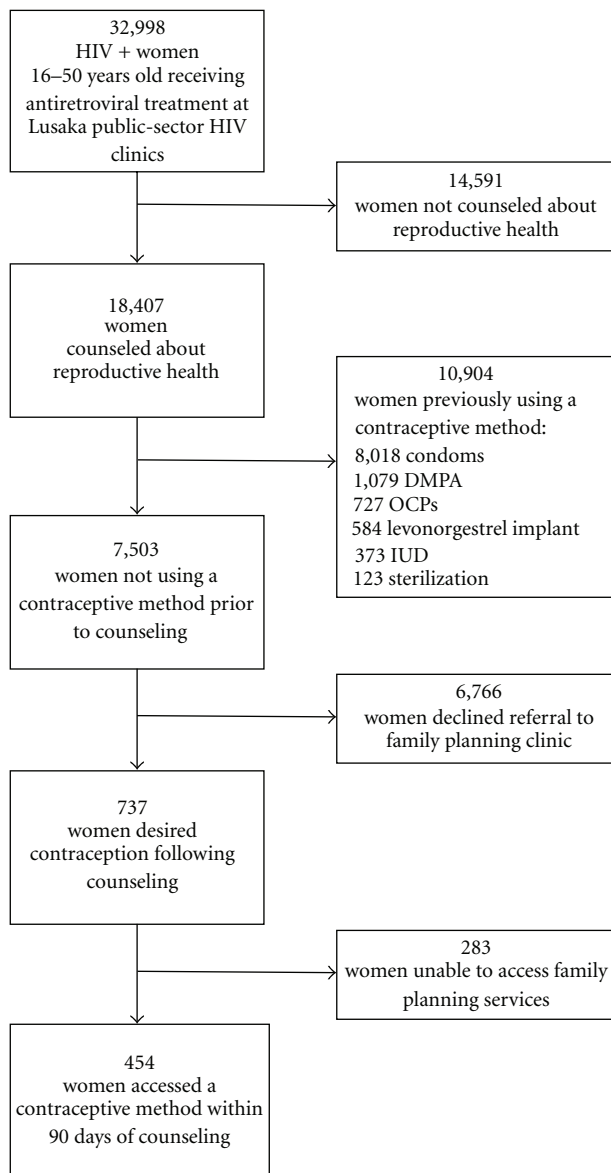 32,998
HIV + women
16–50 years old receiving
antiretroviral treatment at
Lusaka public-sector HIV
clinics
14,591
women not counseled about
reproductive health
18,407
women
counseled about
reproductive health
10,904
women previously using a
contraceptive method:
8,018 condoms
1,079 DMPA
727 OCPs
584 levonorgestrel implant
373 IUD
123 sterilization
7,503
women not using a
contraceptive method prior
to counseling
6,766
women declined referral to
family planning clinic
737
women desired
contraception following
counseling
283
women unable to access family
planning services
454
women accessed a
contraceptive method within
90 days of counseling